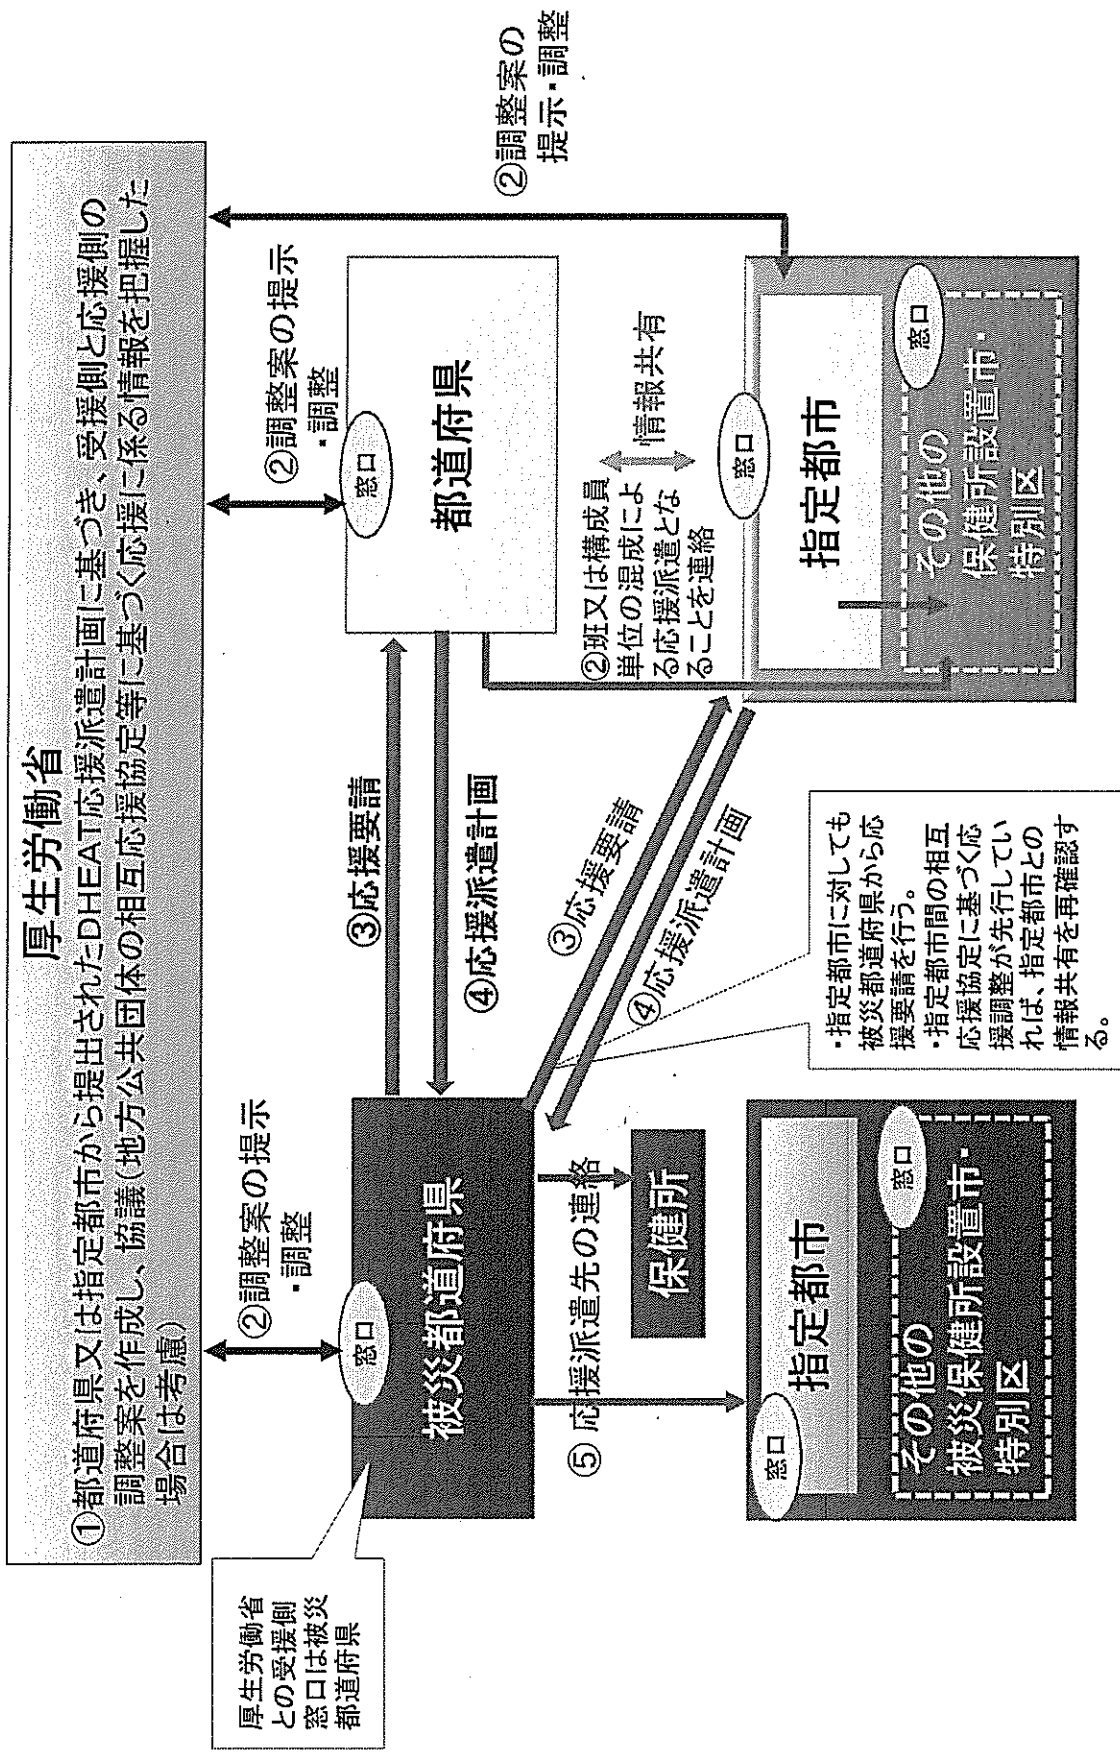 厚生労働省
①都道府県又は指定都市から提出されたDHEAT応援派遣計画に基づき、受援側と応援側の
調整案を作成し、協議(地方公共団体の相互応援協定等に基づく応援に係る情報を把握した
場合は考慮)
厚生労働省
との受援側
窓口は被災
都道府県
②調整案の提示
・調整
窓口
被災都道府県
③応援要請
④応援派遣計画
②調整案の提示
・調整
窓口
都道府県
②調整案の
提示・調整
⑤ 応援派遣先の連絡
保健所
③応援要請
④応援派遣計画
②班又は構成員
単位の混成によ
る応援派遣とな
ることを連絡
情報共有
窓口
指定都市
窓口
その他の
被災保健所設置市・
特別区
窓口
指定都市
窓口
その他の
保健所設置市・
特別区
・指定都市に対しても
被災都道府県から応
援要請を行う。
・指定都市間の相互
応援協定に基づく応
援調整が先行してい
れば、指定都市との
情報共有を再確認す
る。